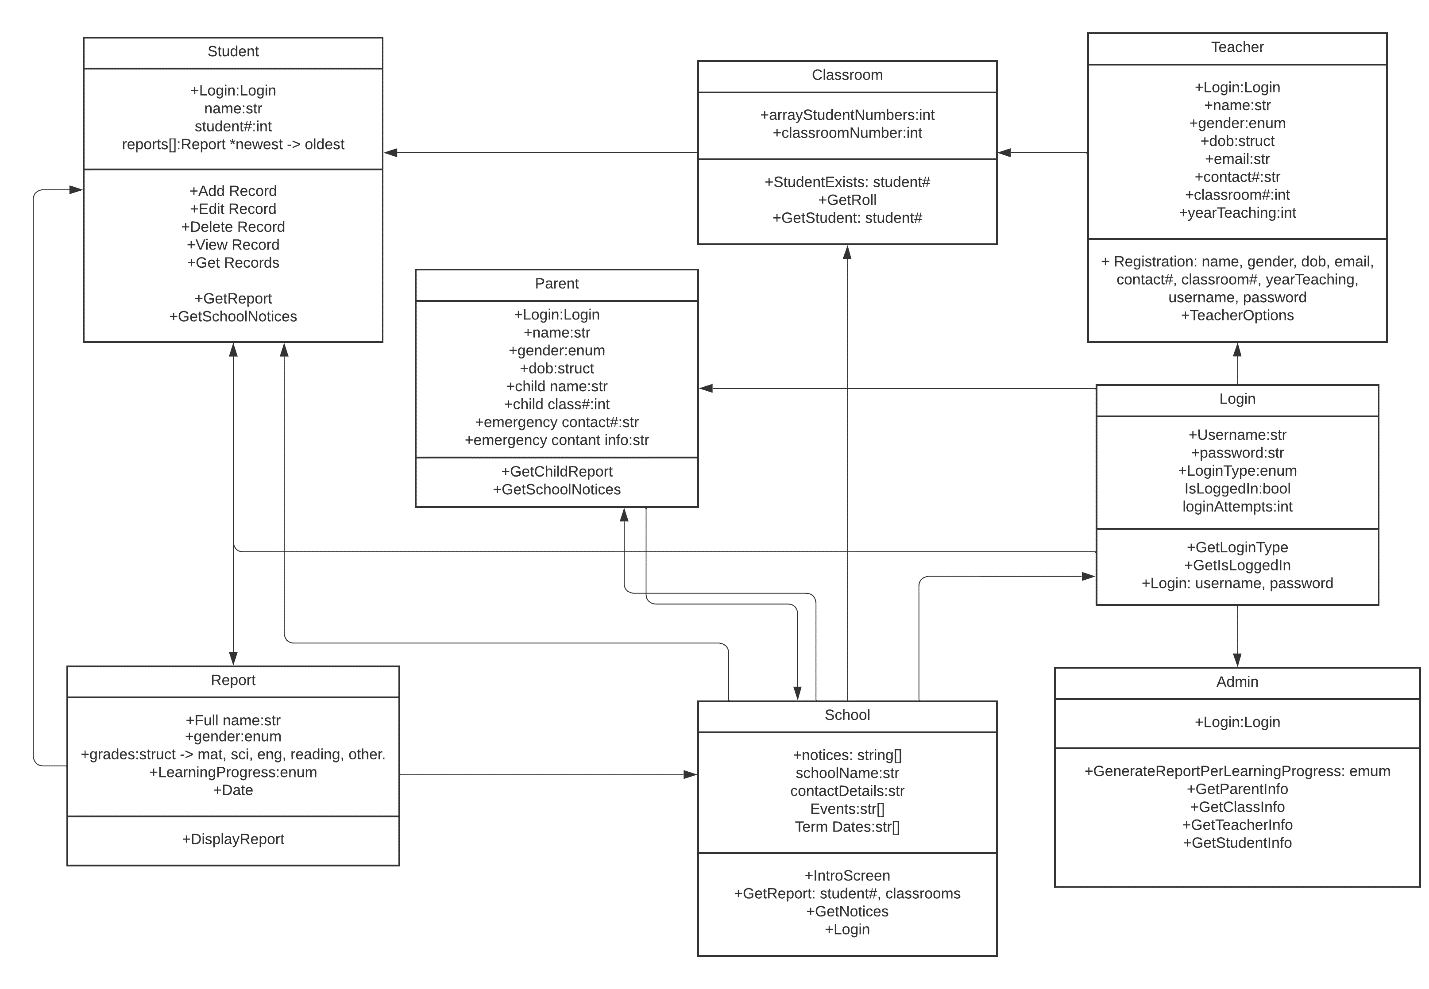 Student
+Login:Login
name:str
student#:int
reports[]:Report *newest -> oldest
+Add Record
+Edit Record
+Delete Record
+View Record
+Get Records
+GetReport
+GetSchoolNotices
Classroom
+arrayStudentNumbers:int
+classroomNumber:int
+StudentExists: student#
+GetRoll
+GetStudent: student#
Teacher
+Login:Login
+name:str
+gender:enum
+dob:struct
+email:str
+contact#:str
+classroom#:int
+yearTeaching:int
+ Registration: name, gender, dob, email,
contact#, classroom#, yearTeaching,
username, password
+TeacherOptions
Parent
+Login:Login
+name:str
+gender:enum
+dob:struct
+child name:str
+child class#:int
+emergency contact#:str
+emergency contant info:str
+GetChildReport
+GetSchoolNotices
Login
+Username:str
+password:str
+LoginType:enum
IsLoggedIn:bool
loginAttempts:int
+GetLoginType
+GetIsLoggedIn
+Login: username, password
Report
+Full name:str
+gender:enum
+grades:struct -> mat, sci, eng, reading, other.
+LearningProgress:enum
+Date
+DisplayReport
School
+notices: string[]
schoolName:str
contactDetails:str
Events:str[]
Term Dates:str[]
+IntroScreen
+GetReport: student#, classrooms
+GetNotices
+Login
Admin
+Login:Login
+GenerateReportPerLearningProgress: emum
+GetParentInfo
+GetClassInfo
+GetTeacherInfo
+GetStudentInfo